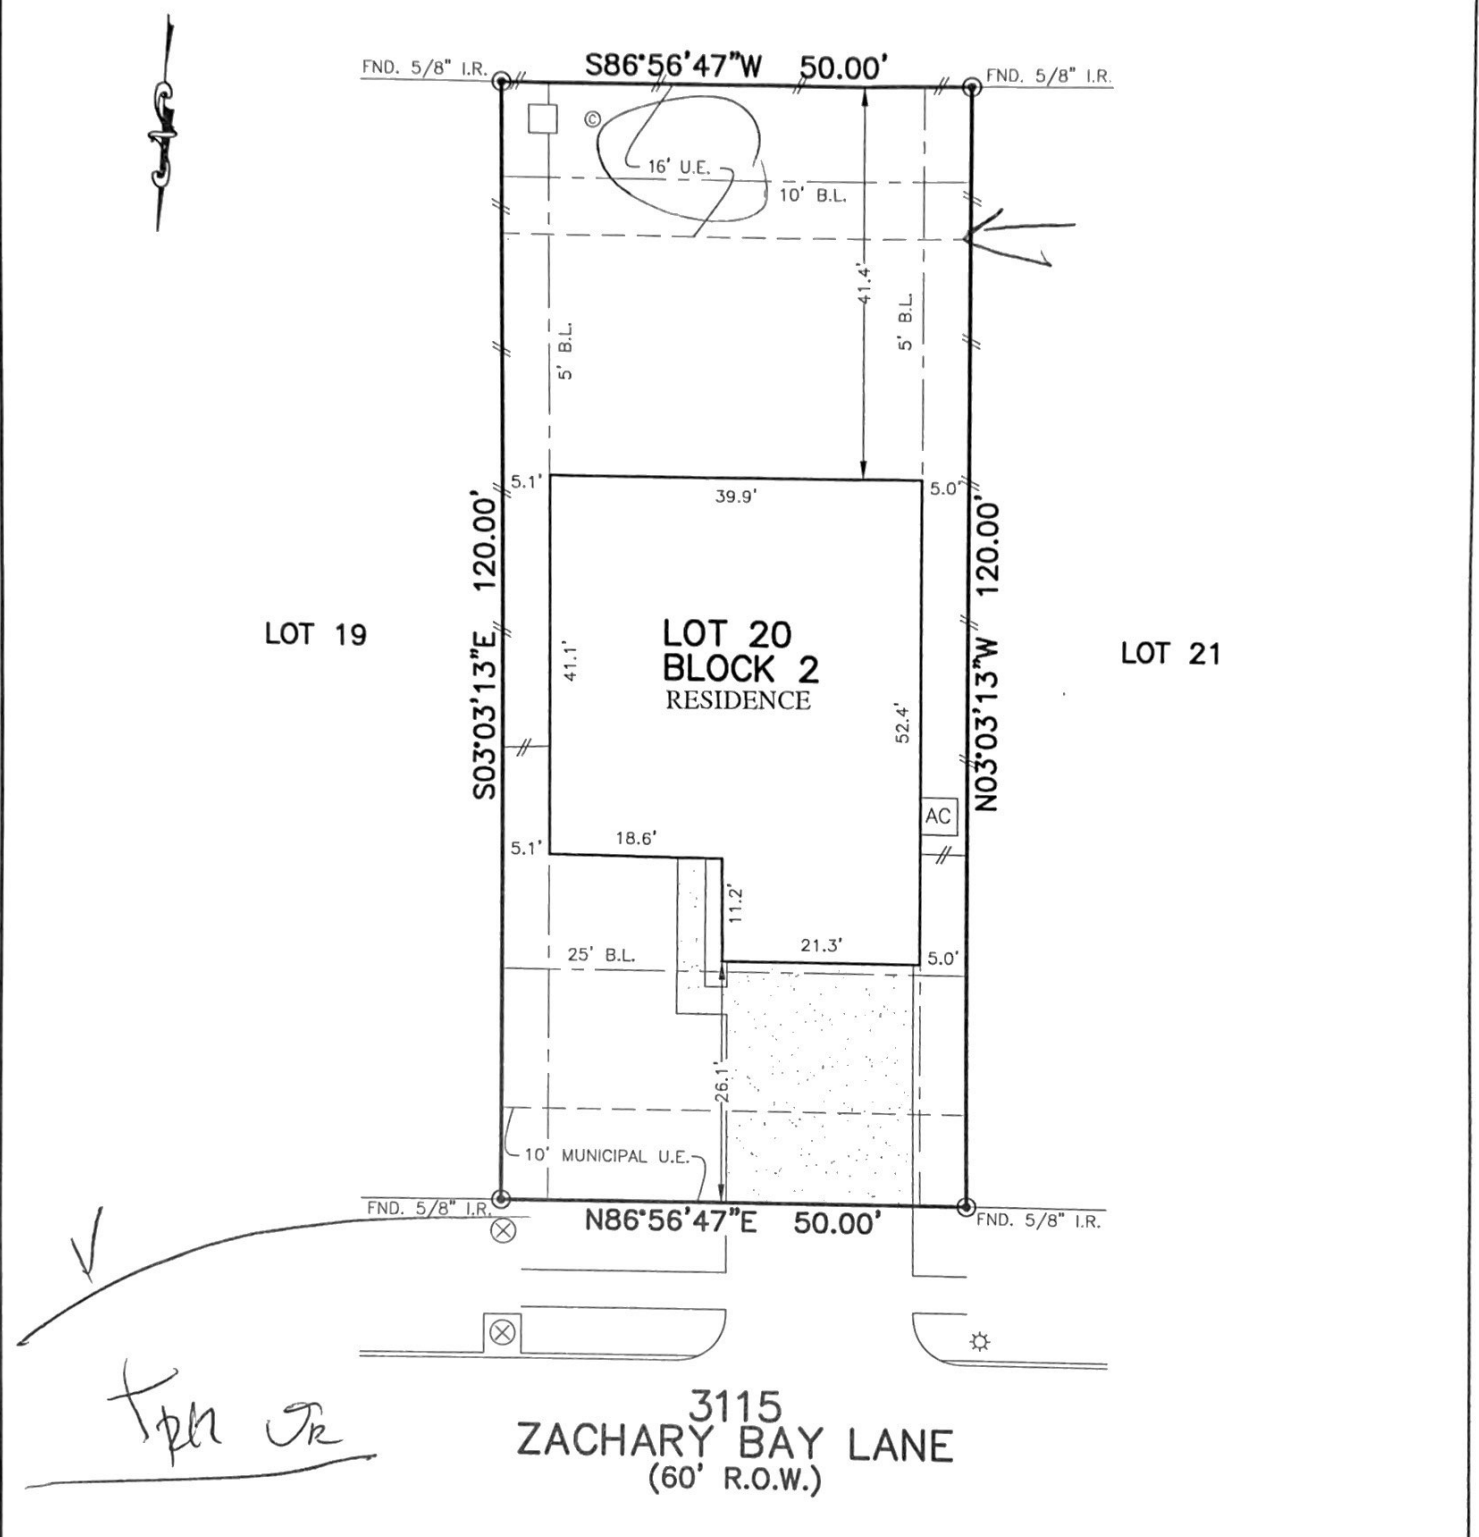 S86°56'47"W 50.00'
FND. 5/8" I.R.
FND. 5/8" I.R.
©
16' U.E.
10' B.L.
41.4'
5' B.L.
5' B.L.
5.1'
39.9'
5.0'
S03°03'13"E 120.00'
N03°03'13"W 120.00'
LOT 19
LOT 20
BLOCK 2
RESIDENCE
LOT 21
41.1'
52.4'
AC
5.1'
18.6'
11.2'
21.3'
5.0'
25' B.L.
26.1'
10' MUNICIPAL U.E.
FND. 5/8" I.R.
N86°56'47"E 50.00'
FND. 5/8" I.R.
3115
ZACHARY BAY LANE
(60' R.O.W.)